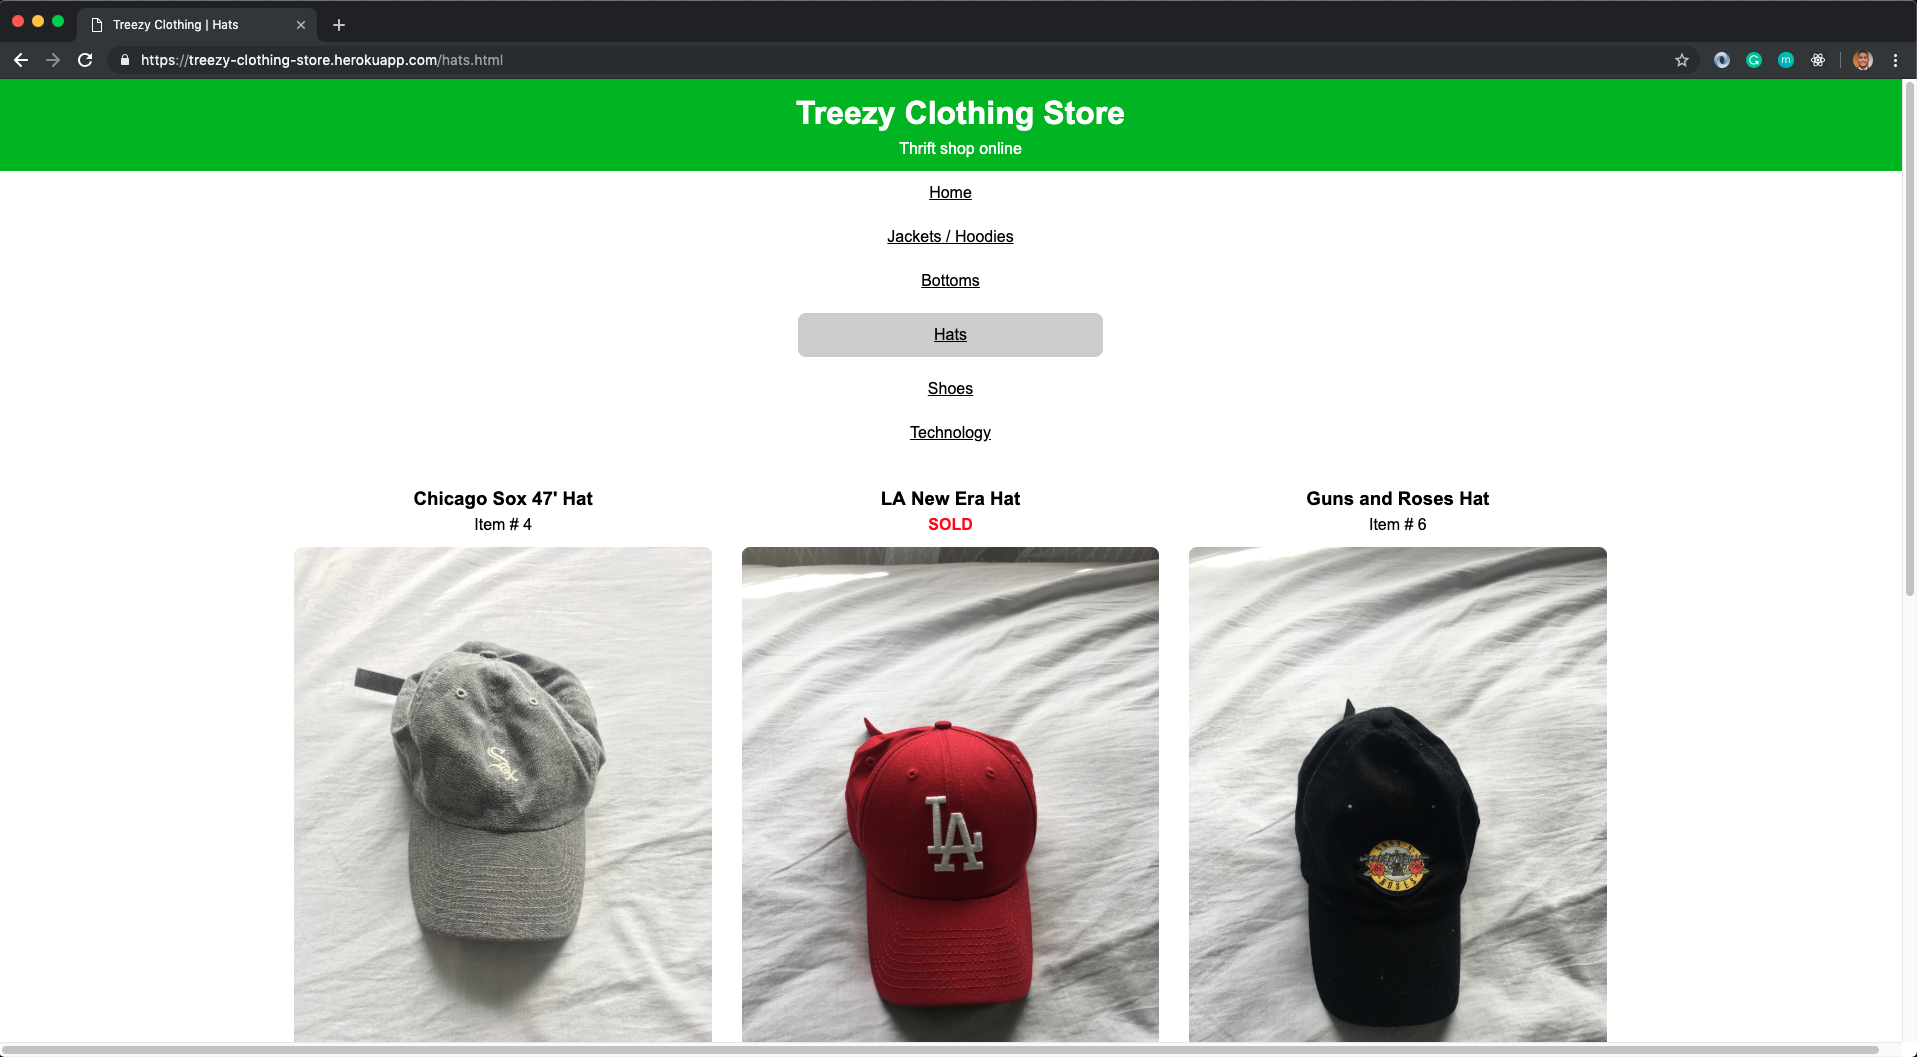 Treezy Clothing | Hats
https://treezy-clothing-store.herokuapp.com/hats.html
Treezy Clothing Store
Thrift shop online
Home
Jackets / Hoodies
Bottoms
Hats
Shoes
Technology
Chicago Sox 47' Hat
LA New Era Hat
Guns and Roses Hat
Item # 4
SOLD
Item # 6
Sox
LA
GUNS N'
ROSES